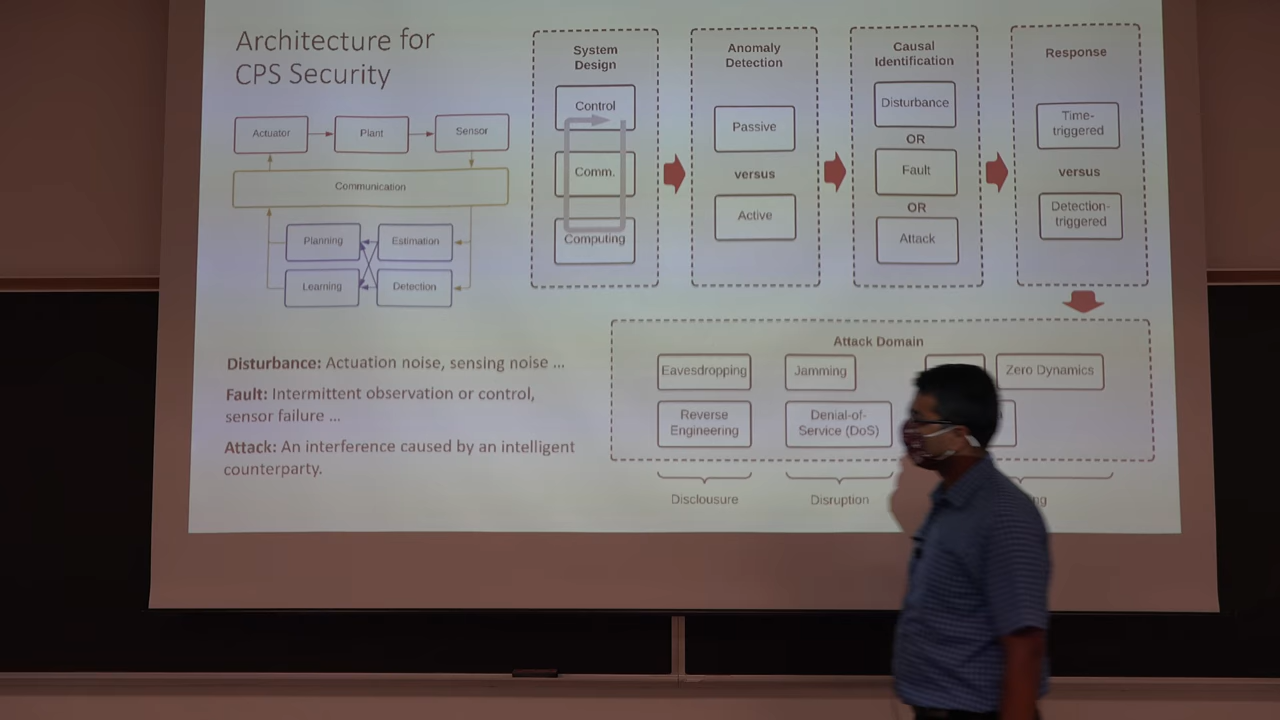 Architecture for
CPS Security
Actuator
Plant
Sensor
Communication
Planning
Estimation
Learning
Detection
System
Design
Control
Comm.
Computing
Anomaly
Detection
Passive
versus
Active
Causal
Identification
Disturbance
OR
Fault
OR
Attack
Response
Time-
triggered
versus
Detection-
triggered
Disturbance: Actuation noise, sensing noise ...
Fault: Intermittent observation or control,
sensor failure ...
Attack: An interference caused by an intelligent
counterparty.
Attack Domain
Eavesdropping
Jamming
Zero Dynamics
Reverse
Engineering
Denial-of-
Service (DoS)
Disclousure
Disruption